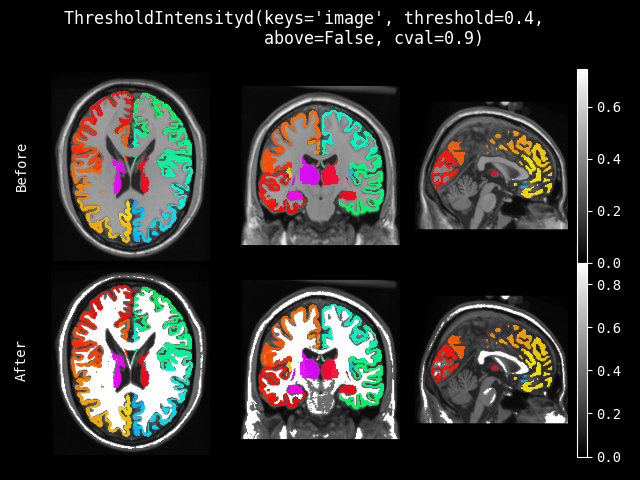 ThresholdIntensityd(keys='image', threshold=0.4,
above=False, cval=0.9)
Before
0.6
0.4
0.2
0.0
After
0.8
0.6
0.4
0.2
0.0